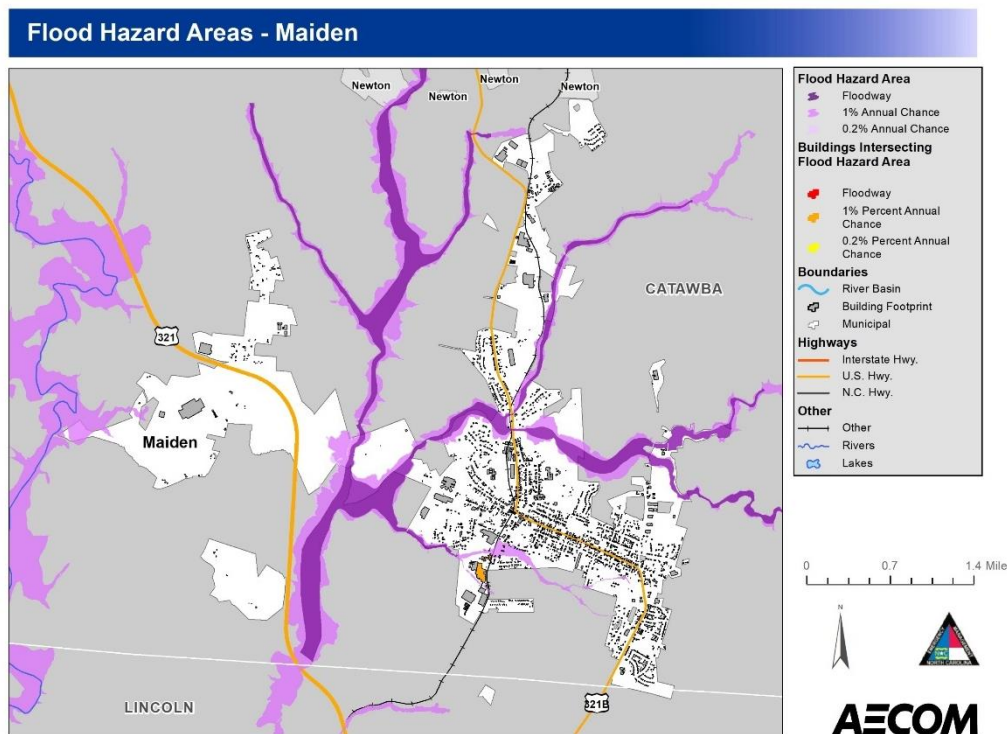 Flood Hazard Areas - Maiden
Newton
Newton
Newton
CATAWBA
321
Maiden
LINCOLN
321B
Flood Hazard Area
Floodway
1% Annual Chance
0.2% Annual Chance
Buildings Intersecting
Flood Hazard Area
Floodway
1% Percent Annual
Chance
0.2% Percent Annual
Chance
Boundaries
River Basin
Building Footprint
Municipal
Highways
Interstate Hwy.
U.S. Hwy.
N.C. Hwy.
Other
Other
Rivers
Lakes
0 0.7 1.4 Mile
N
NORTH CAROLINA
AECOM